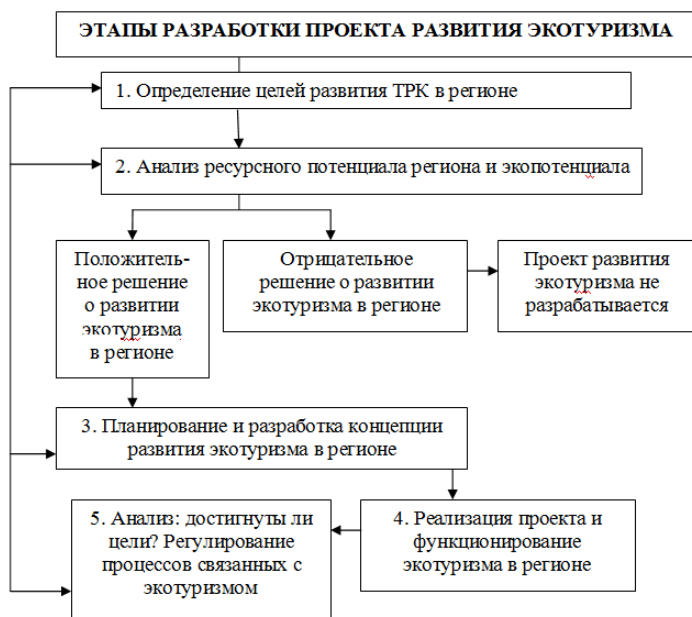 ЭТАПЫ РАЗРАБОТКИ ПРОЕКТА РАЗВИТИЯ ЭКОТУРИЗМА
1. Определение целей развития ТРК в регионе
2. Анализ ресурсного потенциала региона и экопотенциала
Положитель-
ное решение
о развитии
экотуризма
в регионе
Отрицательное
решение о развитии
экотуризма в регионе
Проект развития
экотуризма не
разрабатывается
3. Планирование и разработка концепции
развития экотуризма в регионе
5. Анализ: достигнуты ли
цели? Регулирование
процессов связанных с
экотуризмом
4. Реализация проекта и
функционирование
экотуризма в регионе